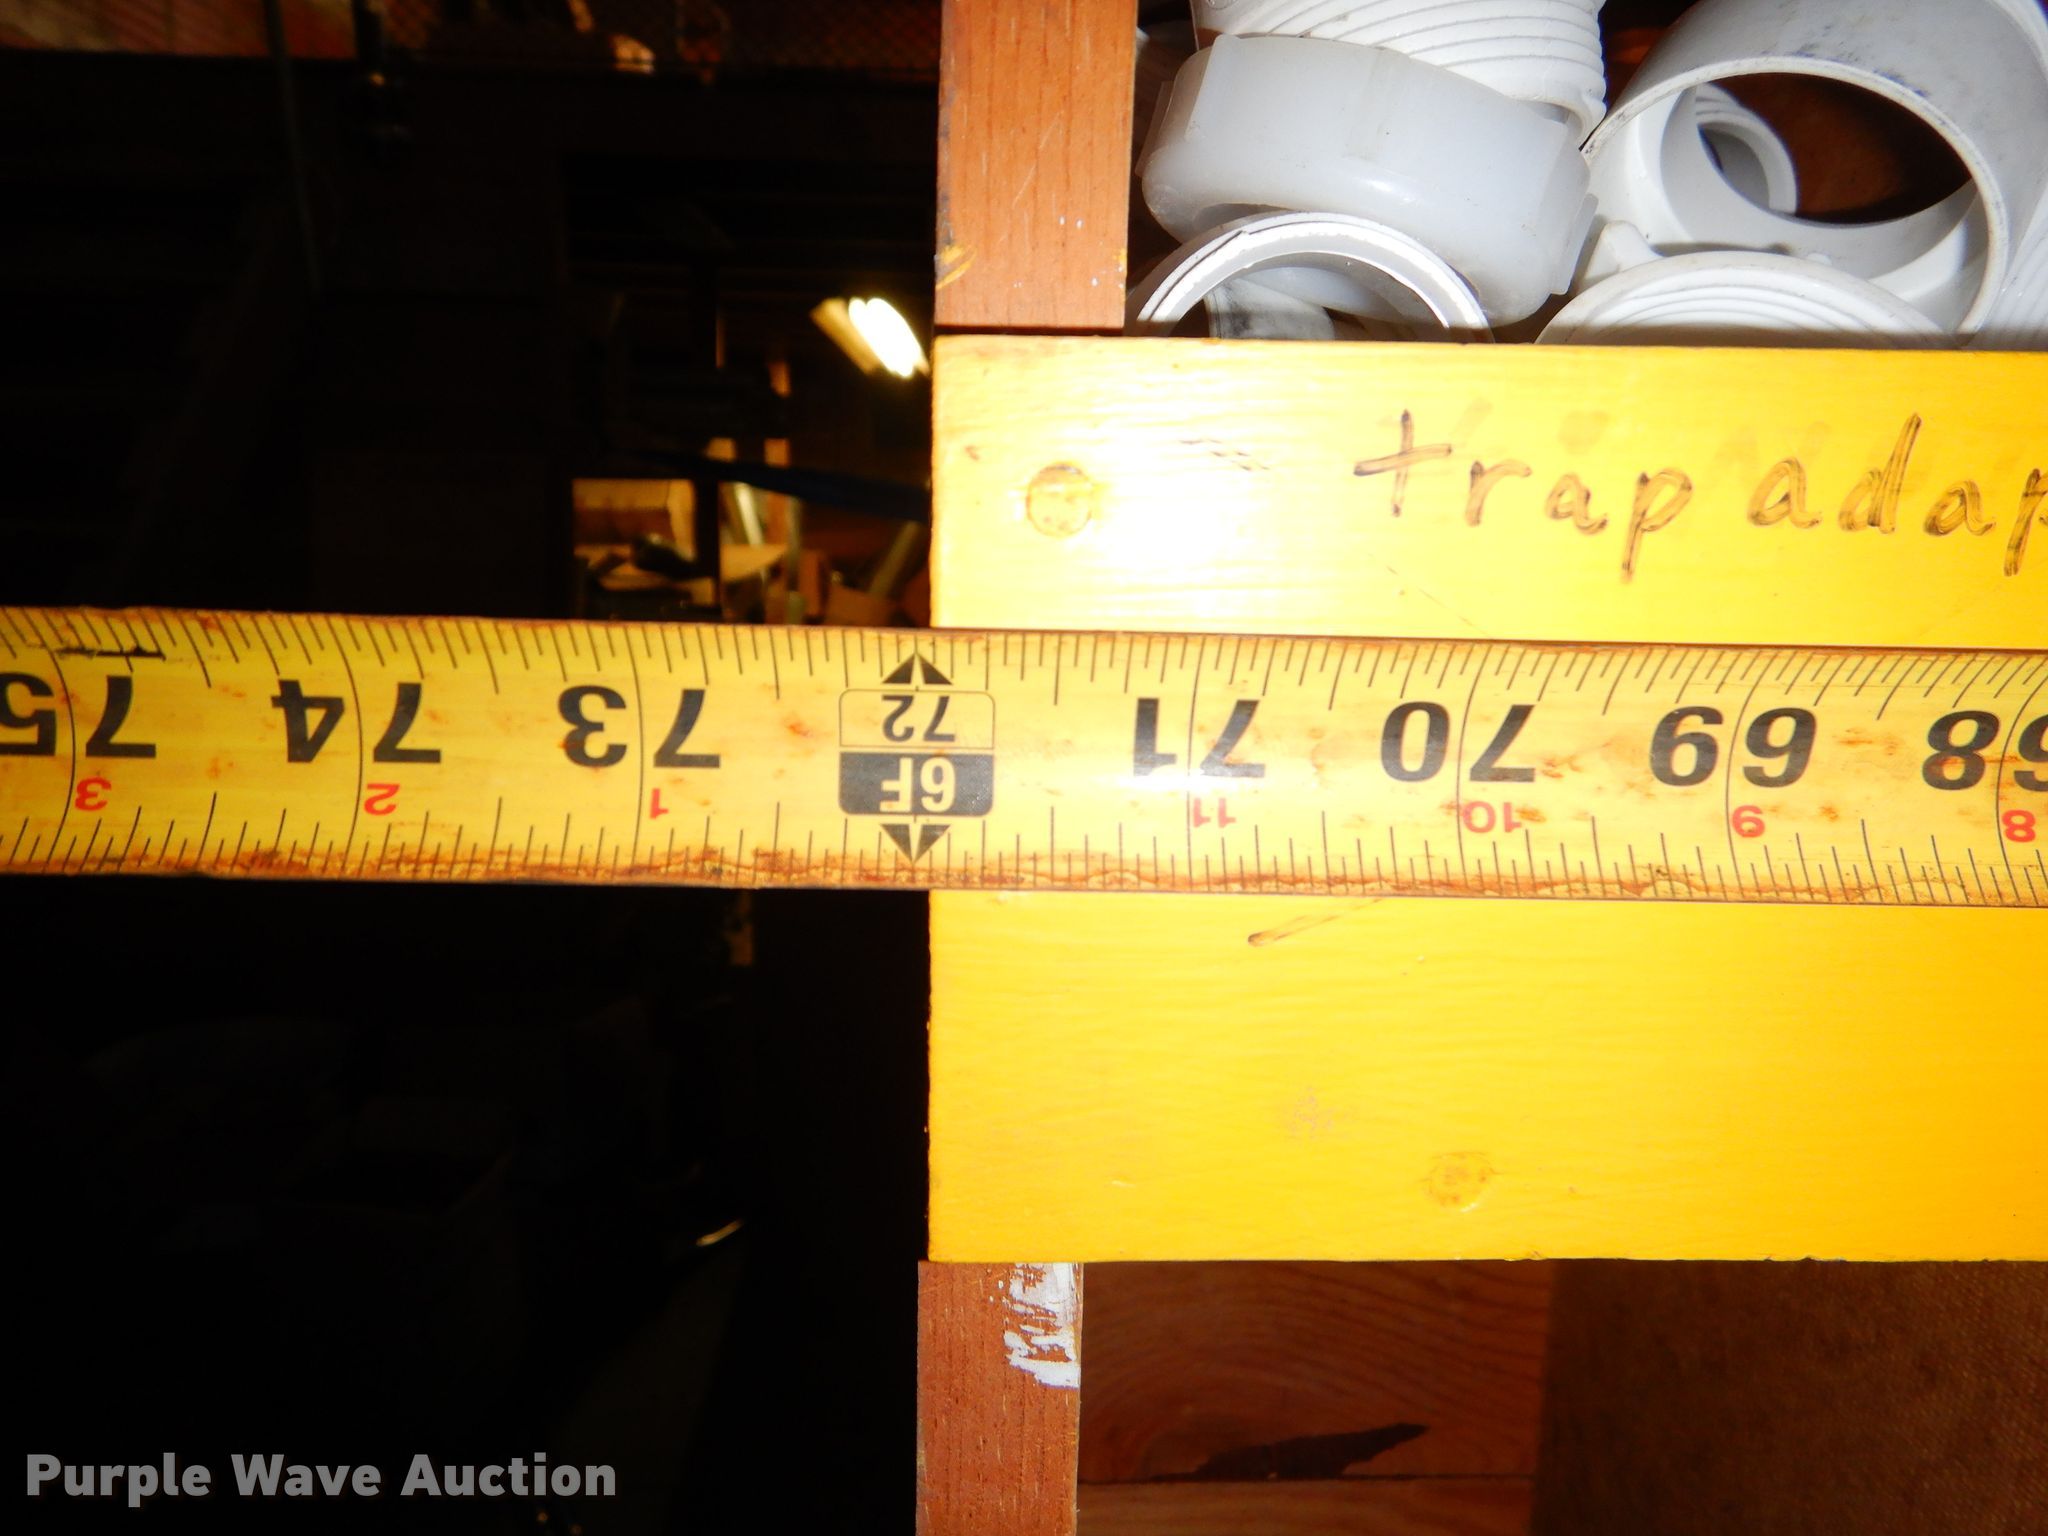 trap adap
75 74 73 72 71 70 69 68
3 2 1 6F 11 10 9 8
Purple Wave Auction